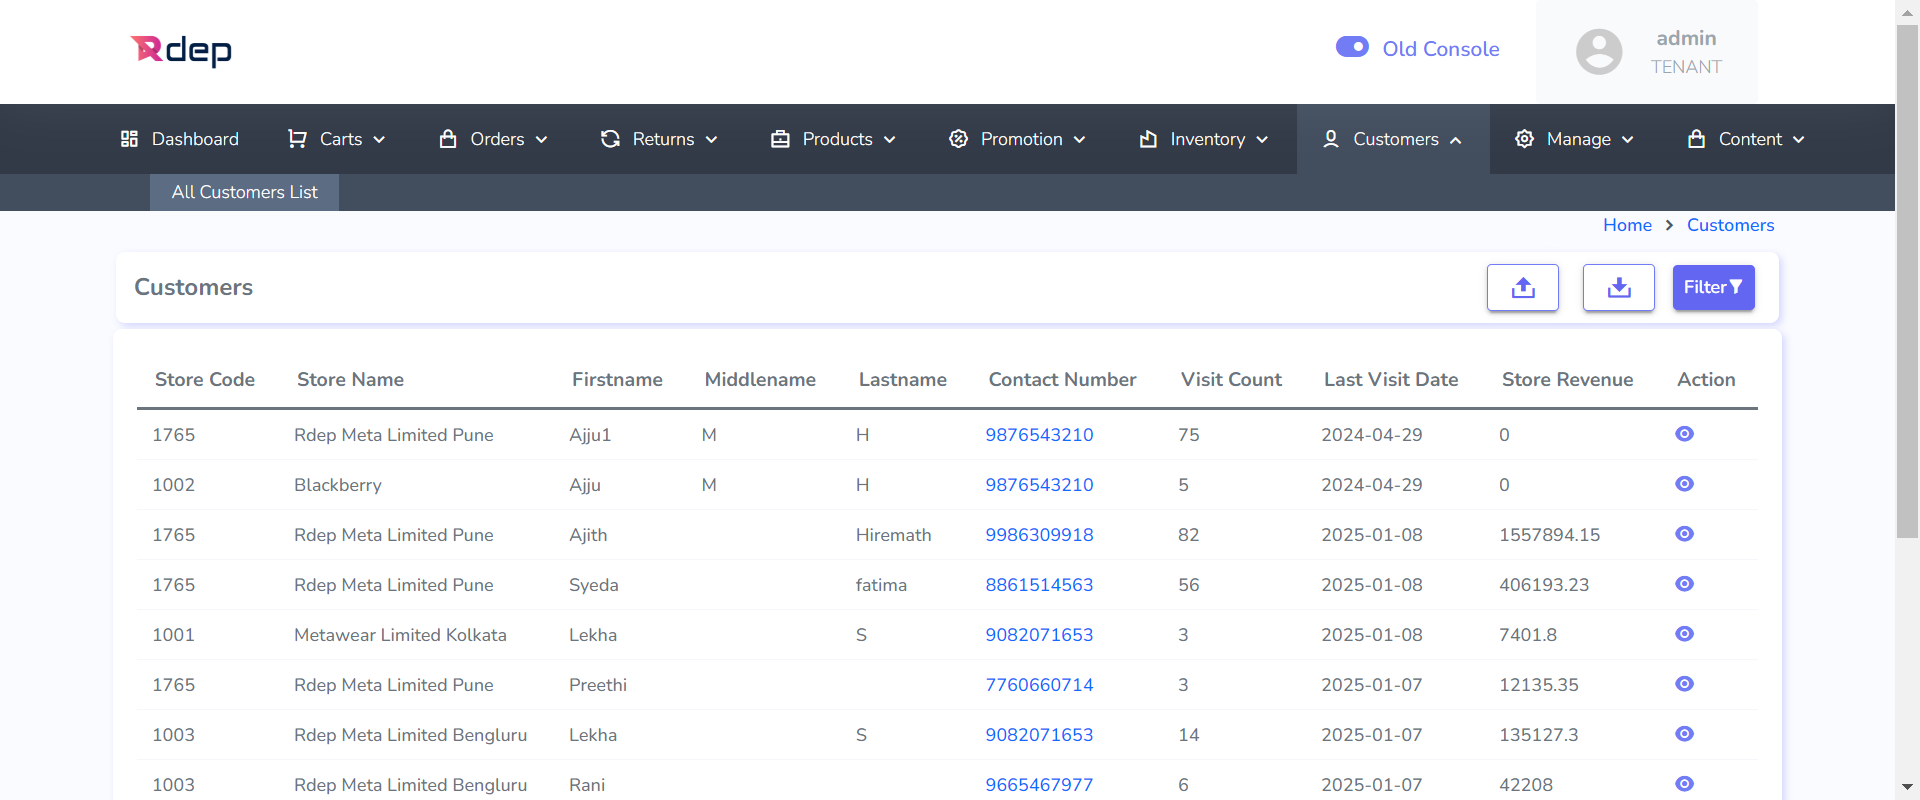 Rdep
Old Console
admin
TENANT
Dashboard Carts Orders Returns Products Promotion Inventory Customers Manage Content
All Customers List
Home > Customers
Customers Filter
Store Code Store Name Firstname Middlename Lastname Contact Number Visit Count Last Visit Date Store Revenue Action
1765 Rdep Meta Limited Pune Ajju1 M H 9876543210 75 2024-04-29 0
1002 Blackberry Ajju M H 9876543210 5 2024-04-29 0
1765 Rdep Meta Limited Pune Ajith Hiremath 9986309918 82 2025-01-08 1557894.15
1765 Rdep Meta Limited Pune Syeda fatima 8861514563 56 2025-01-08 406193.23
1001 Metawear Limited Kolkata Lekha S 9082071653 3 2025-01-08 7401.8
1765 Rdep Meta Limited Pune Preethi 7760660714 3 2025-01-07 12135.35
1003 Rdep Meta Limited Bengluru Lekha S 9082071653 14 2025-01-07 135127.3
1003 Rdep Meta Limited Bengluru Rani 9665467977 6 2025-01-07 42208